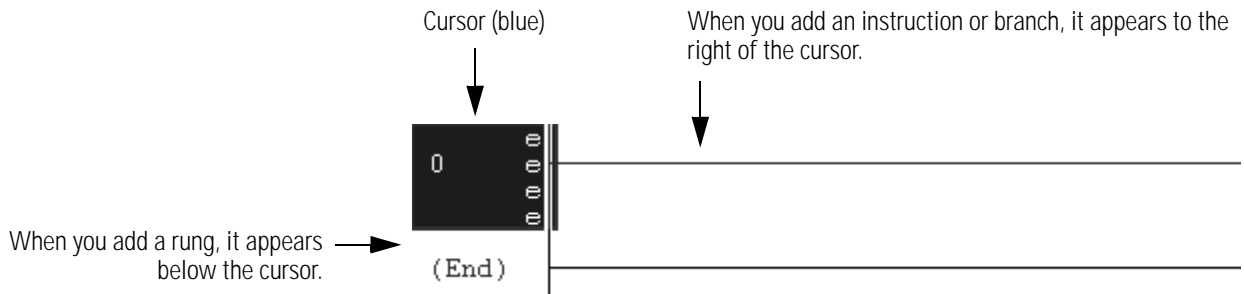 Cursor (blue)
When you add an instruction or branch, it appears to the
right of the cursor.
e
0 e
e
e
When you add a rung, it appears
below the cursor.
(End)